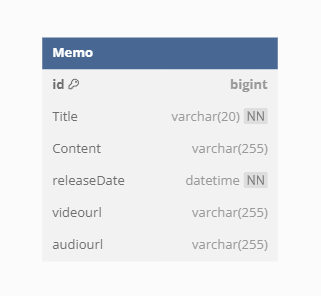 Memo
id bigint
Title varchar(20) NN
Content varchar(255)
releaseDate datetime NN
videourl varchar(255)
audiourl varchar(255)